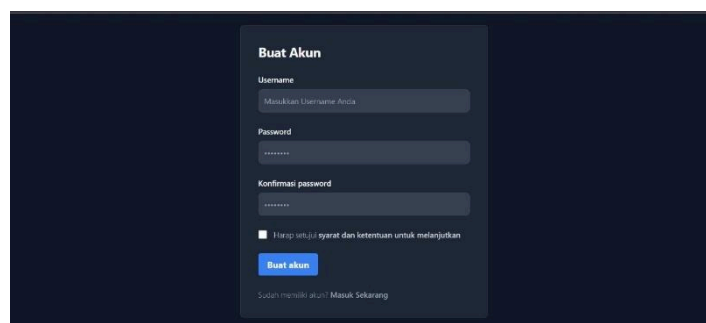 Buat Akun
Username
Masukkan Username Anda
Password
••••••••
Konfirmasi password
••••••••
Harap setujui syarat dan ketentuan untuk melanjutkan
Buat akun
Sudah memiliki akun? Masuk Sekarang